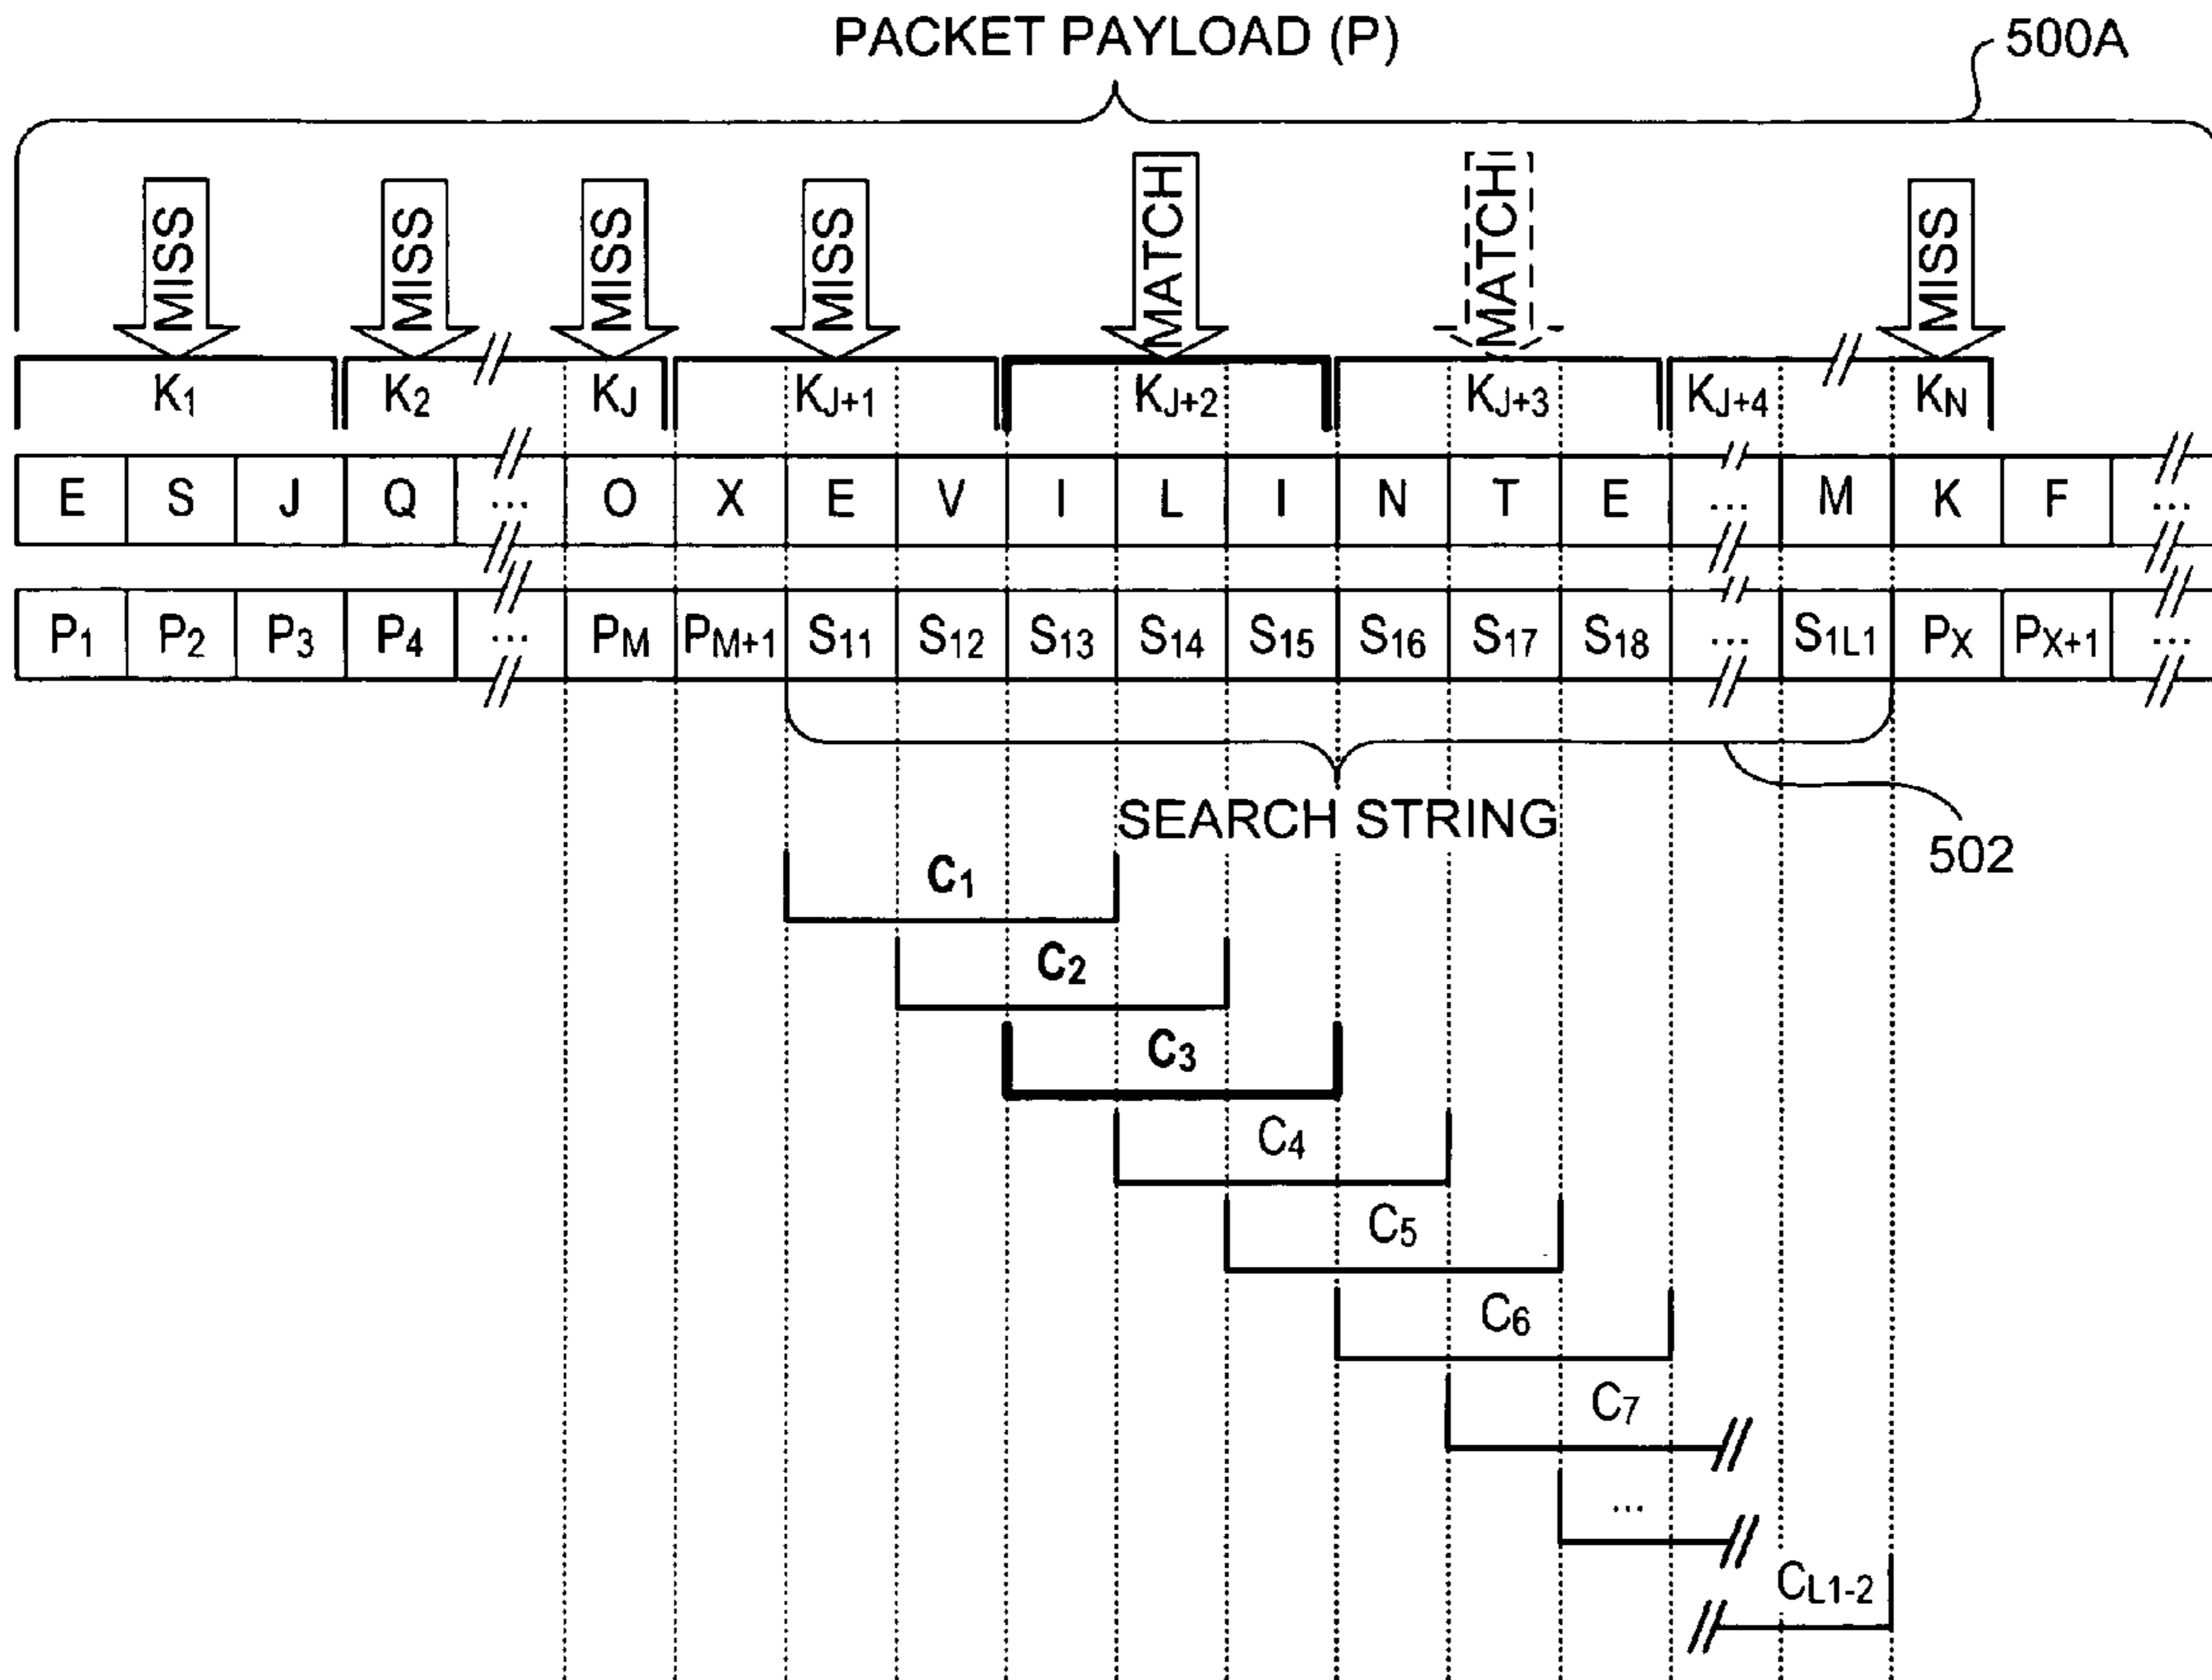 PACKET PAYLOAD (P)
500A
MISS MISS MISS MISS MATCH MATCH MISS
K1 K2 KJ KJ+1 KJ+2 KJ+3 KJ+4 KN
E S J Q ... O X E V I L I N T E ... M K F ...
P1 P2 P3 P4 ... PM PM+1 S11 S12 S13 S14 S15 S16 S17 S18 ... S1L1 PX PX+1 ...
SEARCH STRING
502
C1
C2
C3
C4
C5
C6
C7
...
CL1-2